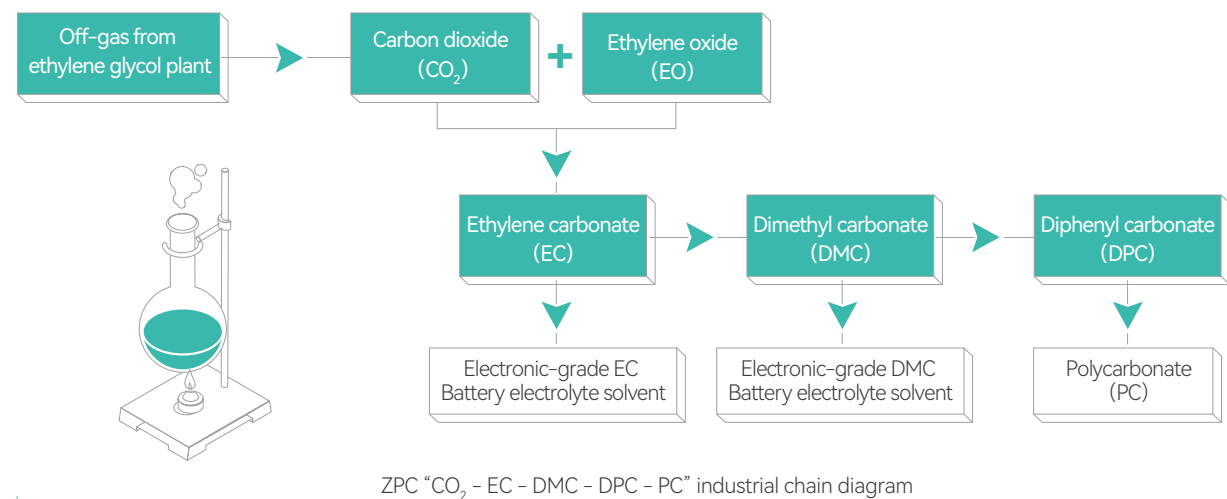 Off-gas from
ethylene glycol plant
Carbon dioxide
(CO₂)
+
Ethylene oxide
(EO)
Ethylene carbonate
(EC)
Dimethyl carbonate
(DMC)
Diphenyl carbonate
(DPC)
Electronic-grade EC
Battery electrolyte solvent
Electronic-grade DMC
Battery electrolyte solvent
Polycarbonate
(PC)
ZPC “CO₂ - EC - DMC - DPC - PC” industrial chain diagram